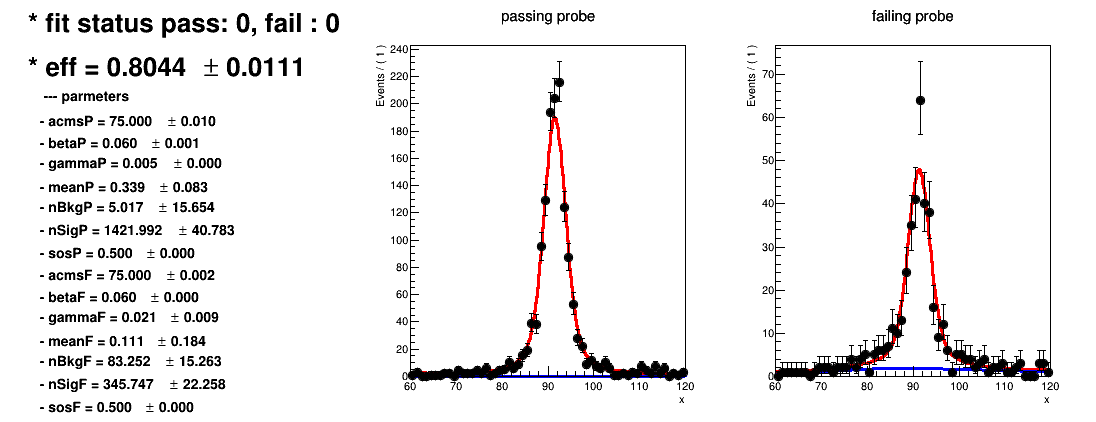 * fit status pass: 0, fail : 0
* eff = 0.8044 ± 0.0111
--- parmeters
- acmsP = 75.000 ± 0.010
- betaP = 0.060 ± 0.001
- gammaP = 0.005 ± 0.000
- meanP = 0.339 ± 0.083
- nBkgP = 5.017 ± 15.654
- nSigP = 1421.992 ± 40.783
- sosP = 0.500 ± 0.000
- acmsF = 75.000 ± 0.002
- betaF = 0.060 ± 0.000
- gammaF = 0.021 ± 0.009
- meanF = 0.111 ± 0.184
- nBkgF = 83.252 ± 15.263
- nSigF = 345.747 ± 22.258
- sosF = 0.500 ± 0.000
passing probe
Events / ( 1 )
240
220
200
180
160
140
120
100
80
60
40
20
0
60 70 80 90 100 110 120
x
failing probe
Events / ( 1 )
70
60
50
40
30
20
10
0
60 70 80 90 100 110 120
x